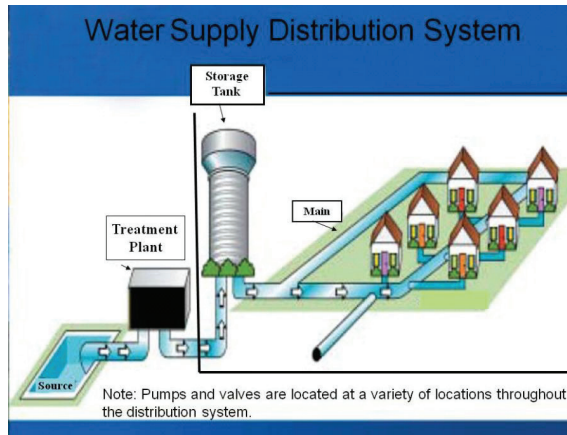 Water Supply Distribution System
Storage
Tank
Main
Treatment
Plant
Source
Note: Pumps and valves are located at a variety of locations throughout
the distribution system.